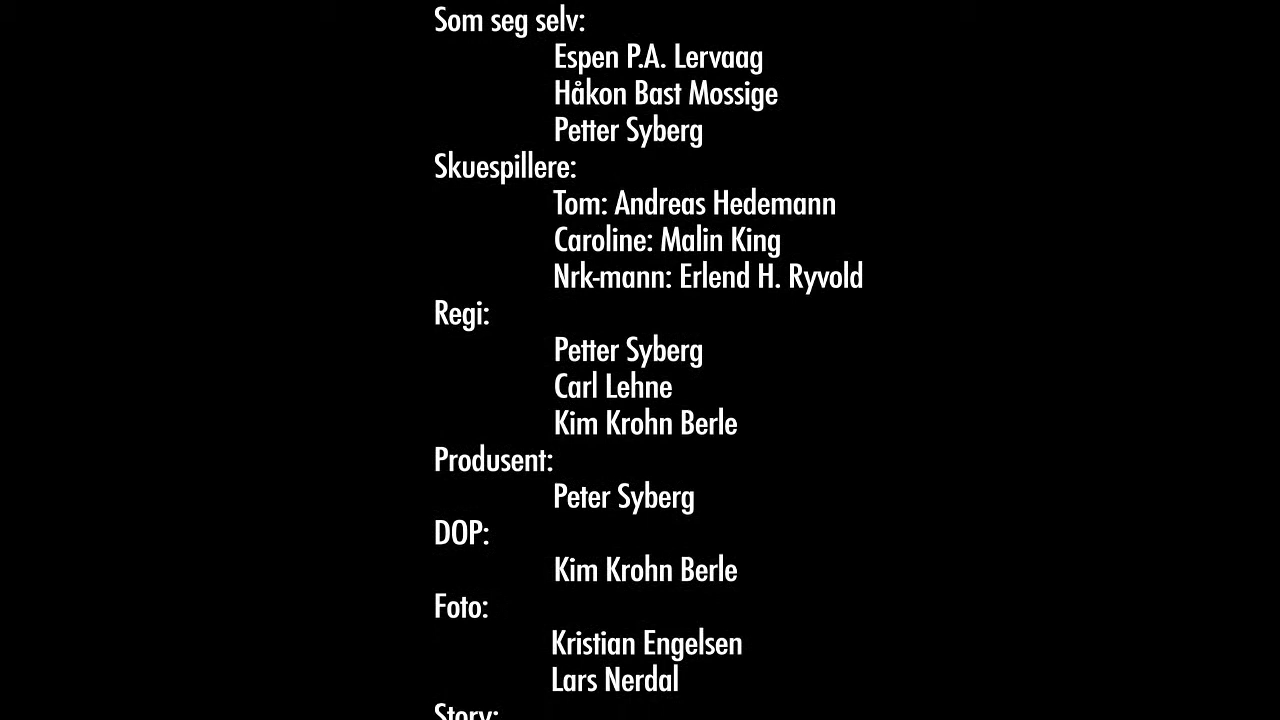 Som seg selv:
Espen P.A. Lervaag
Håkon Bast Mossige
Petter Syberg
Skuespillere:
Tom: Andreas Hedemann
Caroline: Malin King
Nrk-mann: Erlend H. Ryvold
Regi:
Petter Syberg
Carl Lehne
Kim Krohn Berle
Produsent:
Peter Syberg
DOP:
Kim Krohn Berle
Foto:
Kristian Engelsen
Lars Nerdal
Story: